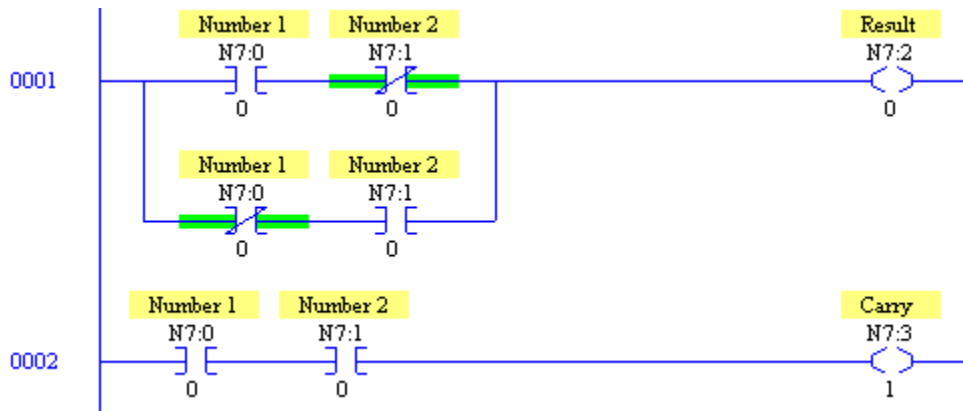 Number 1 Number 2 Result
N7:0 N7:1 N7:2
0001
0 0 0
Number 1 Number 2
N7:0 N7:1
0 0
Number 1 Number 2 Carry
N7:0 N7:1 N7:3
0002
0 0 1